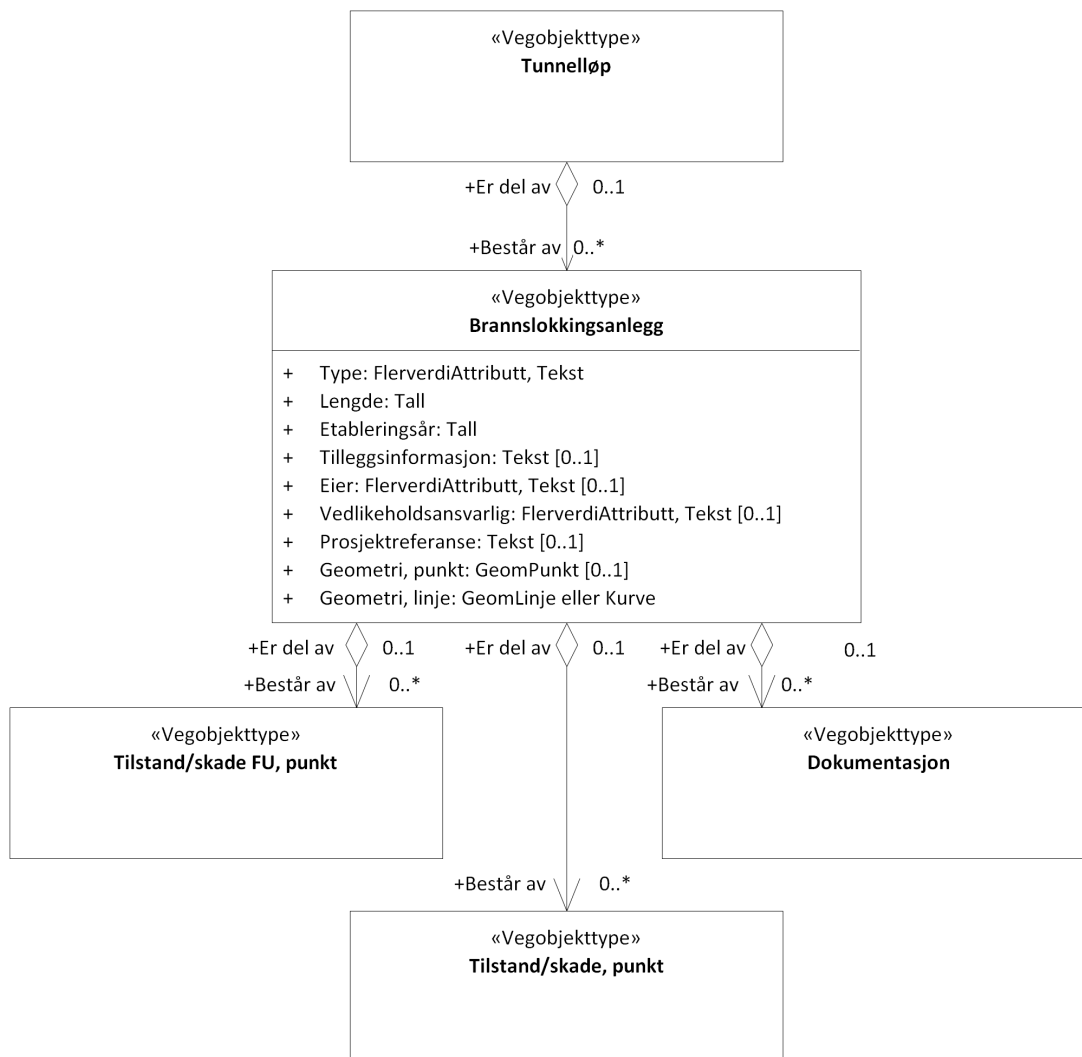 «Vegobjekttype»
Tunnelløp
+Er del av 0..1
+Består av 0..*
«Vegobjekttype»
Brannslokkingsanlegg
+ Type: FlerverdiAttributt, Tekst
+ Lengde: Tall
+ Etableringsår: Tall
+ Tilleggsinformasjon: Tekst [0..1]
+ Eier: FlerverdiAttributt, Tekst [0..1]
+ Vedlikeholdsansvarlig: FlerverdiAttributt, Tekst [0..1]
+ Prosjektreferanse: Tekst [0..1]
+ Geometri, punkt: GeomPunkt [0..1]
+ Geometri, linje: GeomLinje eller Kurve
+Er del av 0..1 +Er del av 0..1 +Er del av 0..1
+Består av 0..* +Består av 0..*
«Vegobjekttype» «Vegobjekttype»
Tilstand/skade FU, punkt Dokumentasjon
+Består av 0..*
«Vegobjekttype»
Tilstand/skade, punkt